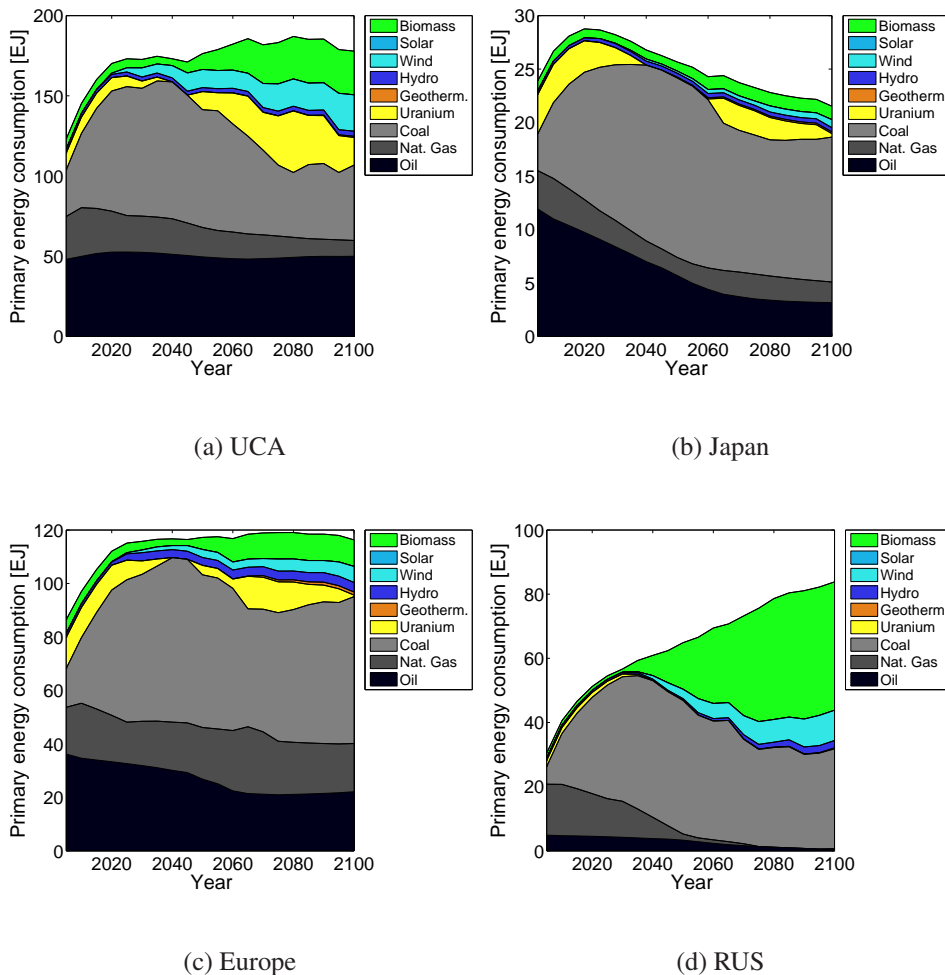 Primary energy consumption [EJ]
200
150
100
50
0
2020 2040 2060 2080 2100
Year
Biomass
Solar
Wind
Hydro
Geotherm.
Uranium
Coal
Nat. Gas
Oil
(a) UCA
Primary energy consumption [EJ]
30
25
20
15
10
5
0
2020 2040 2060 2080 2100
Year
Biomass
Solar
Wind
Hydro
Geotherm.
Uranium
Coal
Nat. Gas
Oil
(b) Japan
Primary energy consumption [EJ]
120
100
80
60
40
20
0
2020 2040 2060 2080 2100
Year
Biomass
Solar
Wind
Hydro
Geotherm.
Uranium
Coal
Nat. Gas
Oil
(c) Europe
Primary energy consumption [EJ]
100
80
60
40
20
0
2020 2040 2060 2080 2100
Year
Biomass
Solar
Wind
Hydro
Geotherm.
Uranium
Coal
Nat. Gas
Oil
(d) RUS